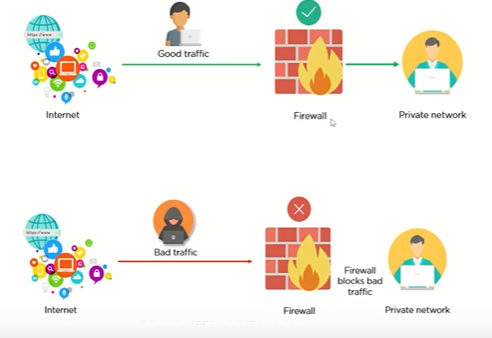 https://www
Good traffic
Internet
Firewall
Private network
https://www
Bad traffic
Firewall
blocks bad
traffic
Internet
Firewall
Private network